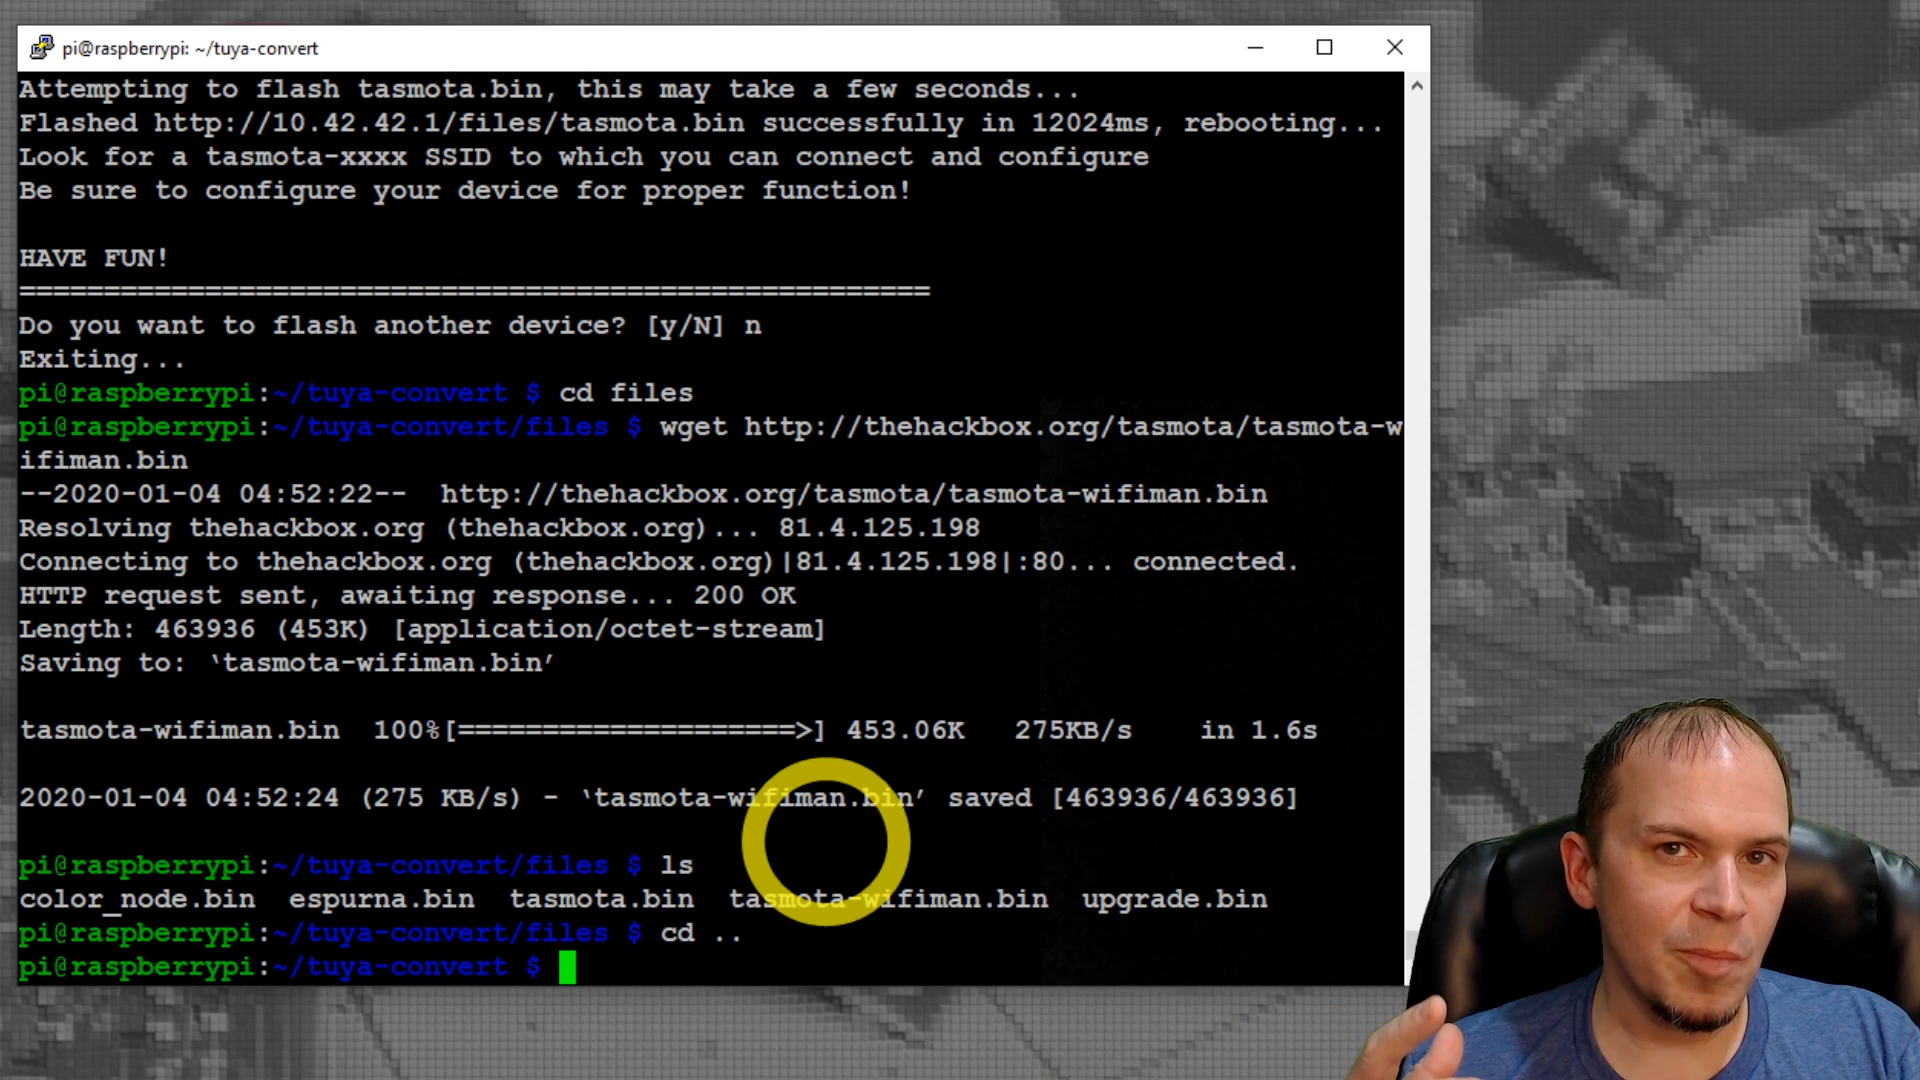 pi@raspberrypi: ~/tuya-convert
Attempting to flash tasmota.bin, this may take a few seconds...
Flashed http://10.42.42.1/files/tasmota.bin successfully in 12024ms, rebooting...
Look for a tasmota-xxxx SSID to which you can connect and configure
Be sure to configure your device for proper function!
HAVE FUN!
======================================================
Do you want to flash another device? [y/N] n
Exiting...
pi@raspberrypi:~/tuya-convert $ cd files
pi@raspberrypi:~/tuya-convert/files $ wget http://thehackbox.org/tasmota/tasmota-w
ifiman.bin
--2020-01-04 04:52:22--  http://thehackbox.org/tasmota/tasmota-wifiman.bin
Resolving thehackbox.org (thehackbox.org)... 81.4.125.198
Connecting to thehackbox.org (thehackbox.org)|81.4.125.198|:80... connected.
HTTP request sent, awaiting response... 200 OK
Length: 463936 (453K) [application/octet-stream]
Saving to: ‘tasmota-wifiman.bin’
tasmota-wifiman.bin  100%[====================>] 453.06K   275KB/s    in 1.6s
2020-01-04 04:52:24 (275 KB/s) - ‘tasmota-wifiman.bin’ saved [463936/463936]
pi@raspberrypi:~/tuya-convert/files $ ls
color_node.bin  espurna.bin  tasmota.bin  tasmota-wifiman.bin  upgrade.bin
pi@raspberrypi:~/tuya-convert/files $ cd ..
pi@raspberrypi:~/tuya-convert $